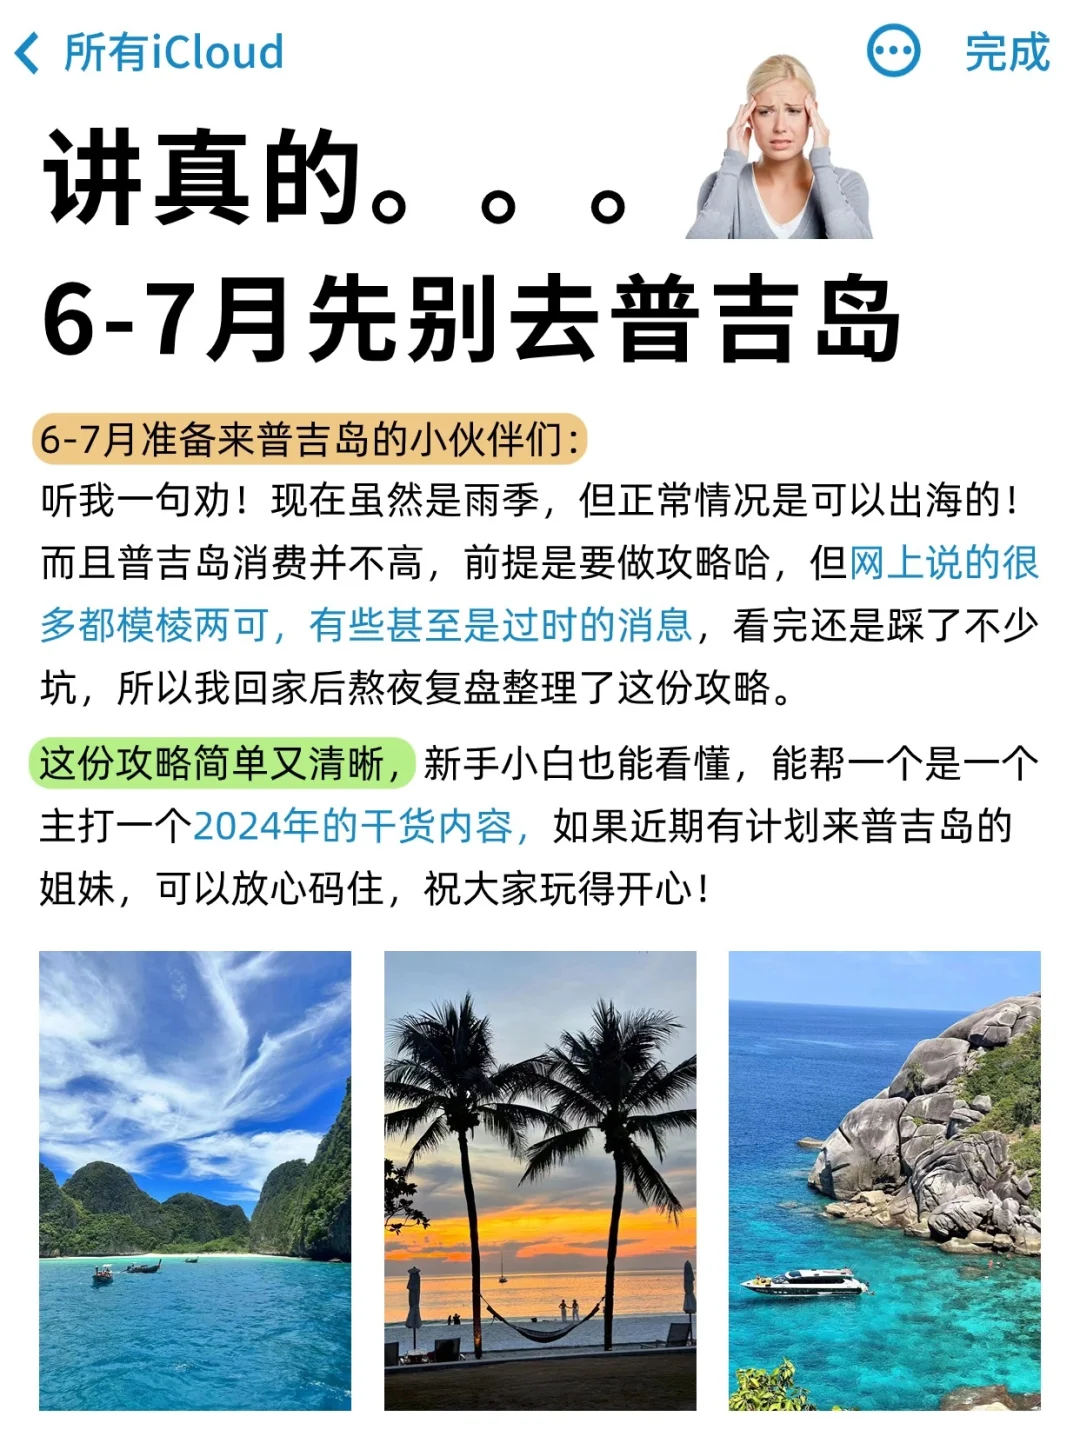 所有iCloud
完成
讲真的。。。
6-7月先别去普吉岛
6-7月准备来普吉岛的小伙伴们：
听我一句劝！现在虽然是雨季，但正常情况是可以出海的！
而且普吉岛消费并不高，前提是要做攻略哈，但网上说的很
多都模棱两可，有些甚至是过时的消息，看完还是踩了不少
坑，所以我回家后熬夜复盘整理了这份攻略。
这份攻略简单又清晰，新手小白也能看懂，能帮一个是一个
主打一个2024年的干货内容，如果近期有计划来普吉岛的
姐妹，可以放心码住，祝大家玩得开心！